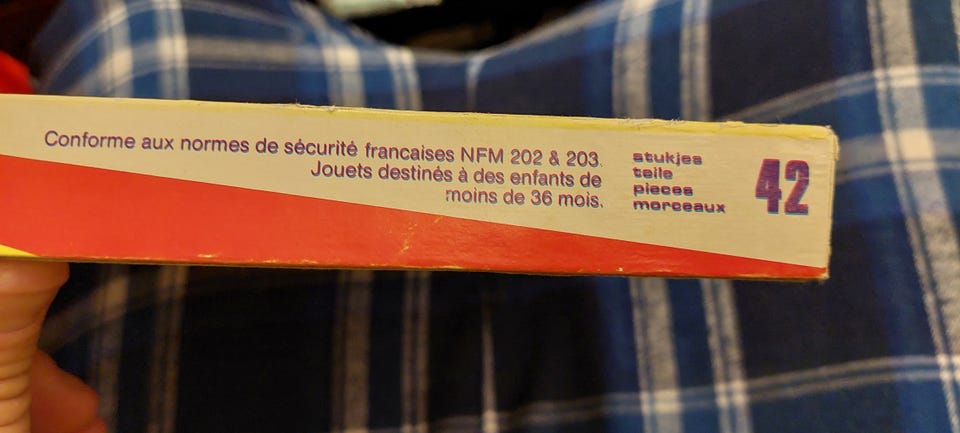 Conforme aux normes de sécurité francaises NFM 202 & 203.
Jouets destinés à des enfants de
moins de 36 mois.
stukjes
teile
pieces
morceaux
42